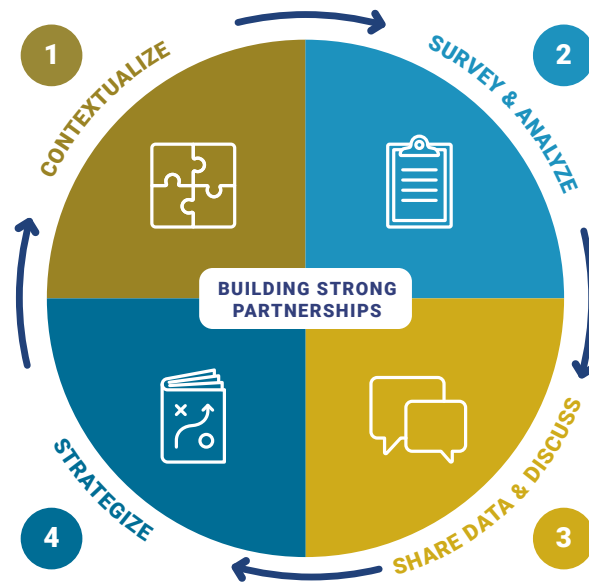 1
CONTEXTUALIZE
2
SURVEY & ANALYZE
BUILDING STRONG
PARTNERSHIPS
3
SHARE DATA & DISCUSS
4
STRATEGIZE